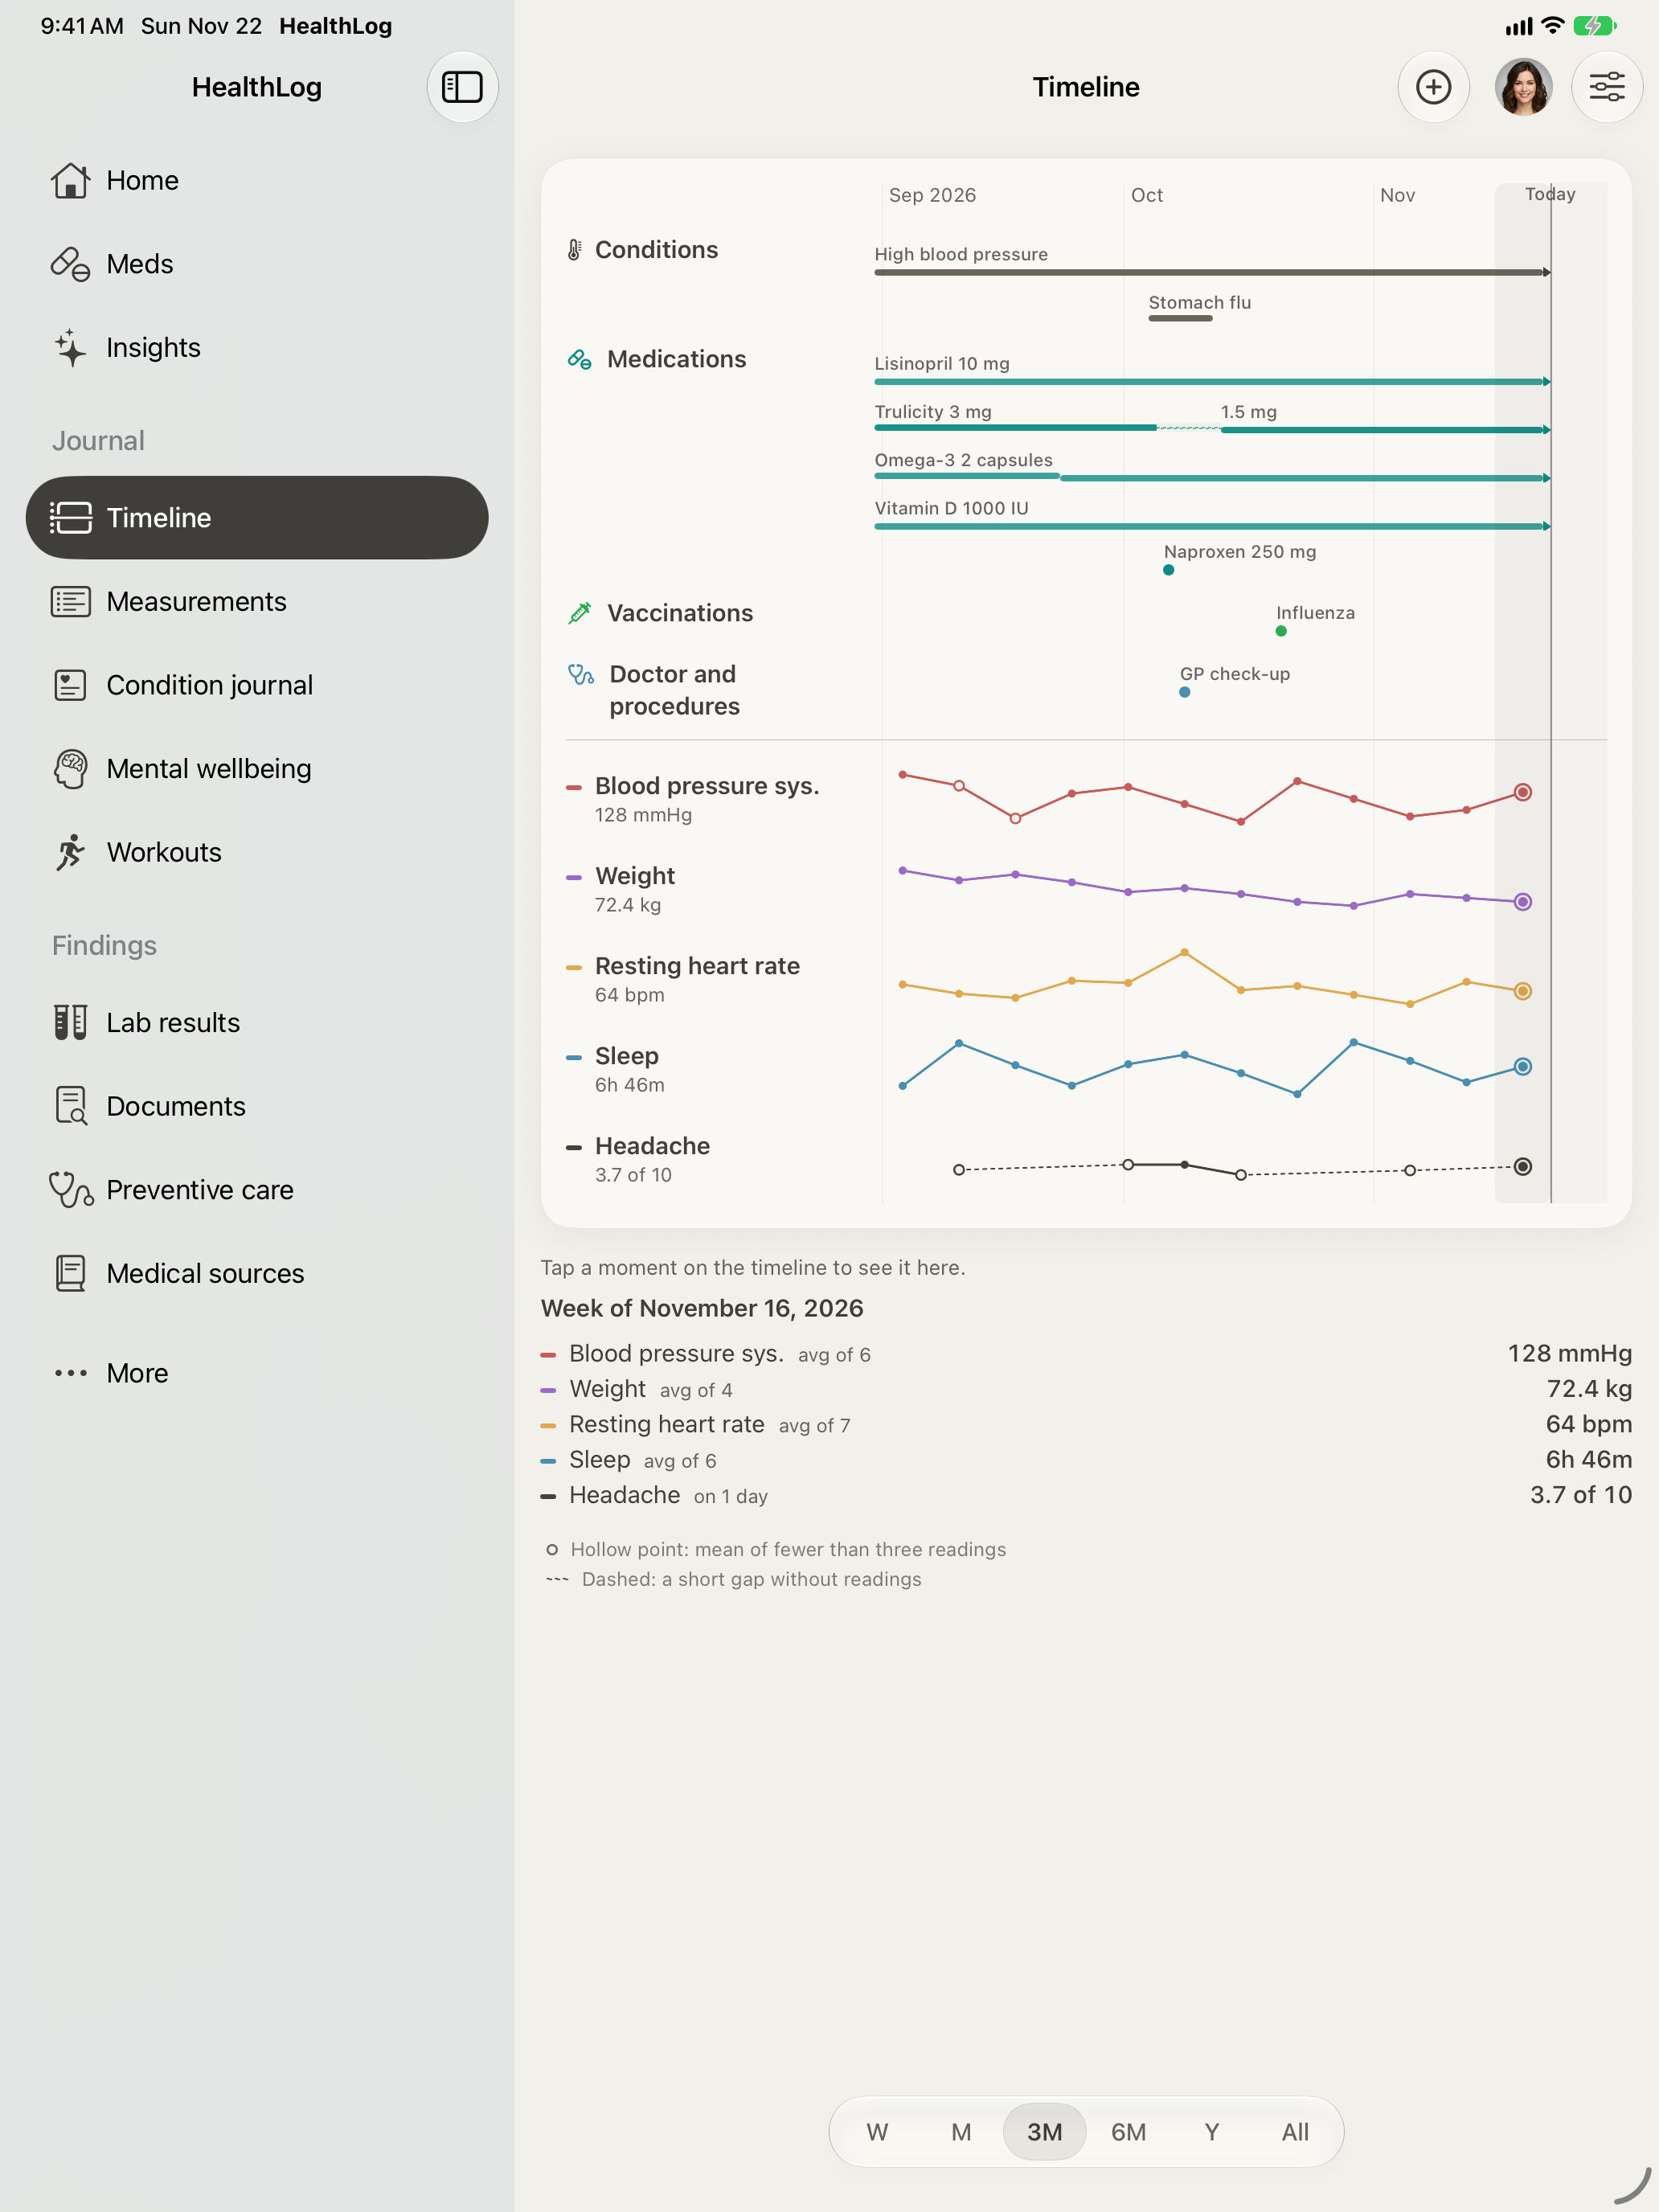 9:41 AM Sun Nov 22 HealthLog
HealthLog
Home
Meds
Insights
Journal
Timeline
Measurements
Condition journal
Mental wellbeing
Workouts
Findings
Lab results
Documents
Preventive care
Medical sources
More
Timeline
Sep 2026 Oct Nov Today
Conditions
High blood pressure
Stomach flu
Medications
Lisinopril 10 mg
Trulicity 3 mg 1.5 mg
Omega-3 2 capsules
Vitamin D 1000 IU
Naproxen 250 mg
Vaccinations
Influenza
Doctor and
procedures
GP check-up
Blood pressure sys.
128 mmHg
Weight
72.4 kg
Resting heart rate
64 bpm
Sleep
6h 46m
Headache
3.7 of 10
Tap a moment on the timeline to see it here.
Week of November 16, 2026
Blood pressure sys. avg of 6 128 mmHg
Weight avg of 4 72.4 kg
Resting heart rate avg of 7 64 bpm
Sleep avg of 6 6h 46m
Headache on 1 day 3.7 of 10
Hollow point: mean of fewer than three readings
Dashed: a short gap without readings
W M 3M 6M Y All